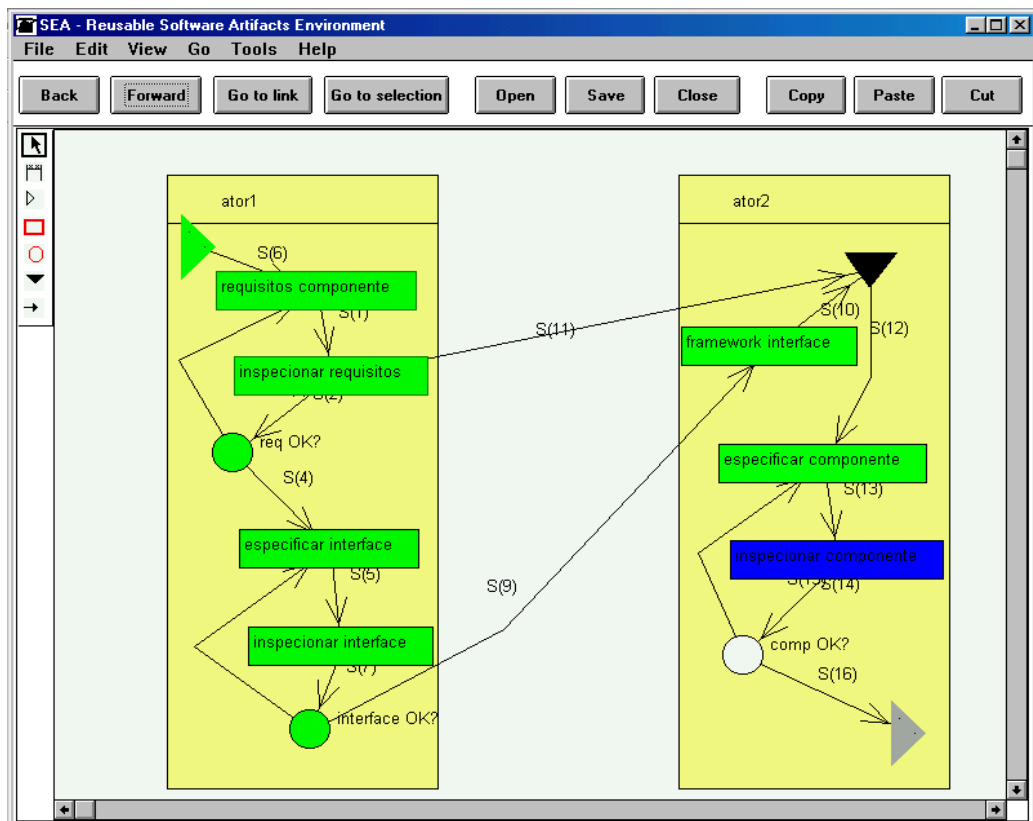 SEA - Reusable Software Artifacts Environment
File Edit View Go Tools Help
Back Forward Go to link Go to selection Open Save Close Copy Paste Cut
ator1
S(6)
requisitos componente
S(1)
inspecionar requisitos
S(2)
req OK?
S(4)
especificar interface
S(5)
inspecionar interface
S(7)
interface OK?
S(11)
S(9)
ator2
S(10)
S(12)
framework interface
especificar componente
S(13)
inspecionar componente
S(14)
comp OK?
S(16)